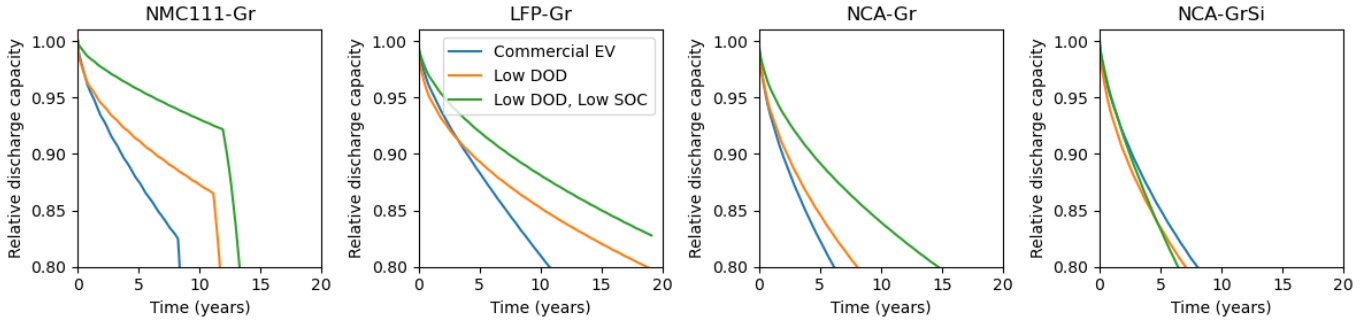 NMC111-Gr
Relative discharge capacity
1.00
0.95
0.90
0.85
0.80
0 5 10 15 20
Time (years)
LFP-Gr
Relative discharge capacity
1.00
0.95
0.90
0.85
0.80
Commercial EV
Low DOD
Low DOD, Low SOC
0 5 10 15 20
Time (years)
NCA-Gr
Relative discharge capacity
1.00
0.95
0.90
0.85
0.80
0 5 10 15 20
Time (years)
NCA-GrSi
Relative discharge capacity
1.00
0.95
0.90
0.85
0.80
0 5 10 15 20
Time (years)